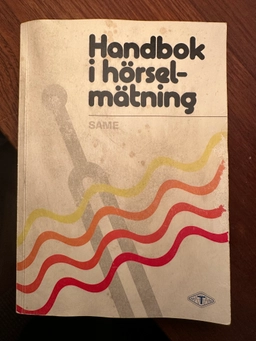 Handbok
i hörsel-
mätning
SAME
T